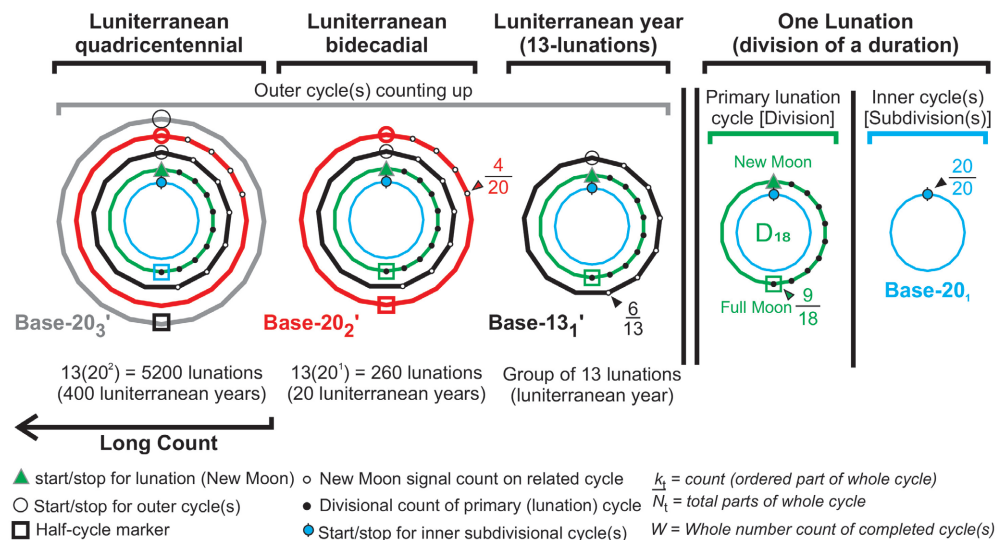 Luniterranean quadricentennial
Luniterranean bidecadial
Luniterranean year (13-lunations)
One Lunation (division of a duration)
Outer cycle(s) counting up
Primary lunation cycle [Division]
Inner cycle(s) [Subdivision(s)]
New Moon
4/20
20/20
D₁₈
Base-20₃'
Base-20₂'
Base-13₁'
6/13
Full Moon
9/18
Base-20₁
13(20²) = 5200 lunations
(400 luniterranean years)
13(20¹) = 260 lunations
(20 luniterranean years)
Group of 13 lunations
(luniterranean year)
Long Count
start/stop for lunation (New Moon)
Start/stop for outer cycle(s)
Half-cycle marker
New Moon signal count on related cycle
Divisional count of primary (lunation) cycle
Start/stop for inner subdivisional cycle(s)
kₜ = count (ordered part of whole cycle)
Nₜ = total parts of whole cycle
W = Whole number count of completed cycle(s)